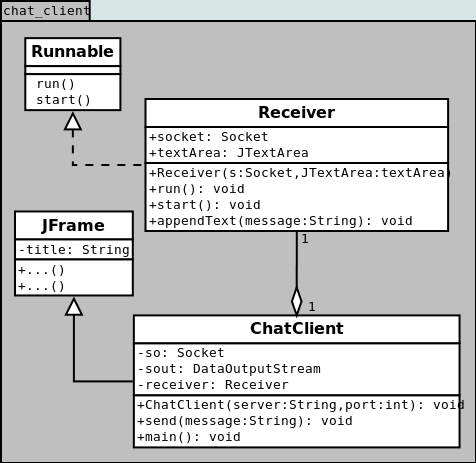 chat_client
Runnable
run()
start()
Receiver
+socket: Socket
+textArea: JTextArea
+Receiver(s:Socket,JTextArea:textArea)
+run(): void
+start(): void
+appendText(message:String): void
JFrame
-title: String
+...()
+...()
1
1
ChatClient
-so: Socket
-sout: DataOutputStream
-receiver: Receiver
+ChatClient(server:String,port:int): void
+send(message:String): void
+main(): void